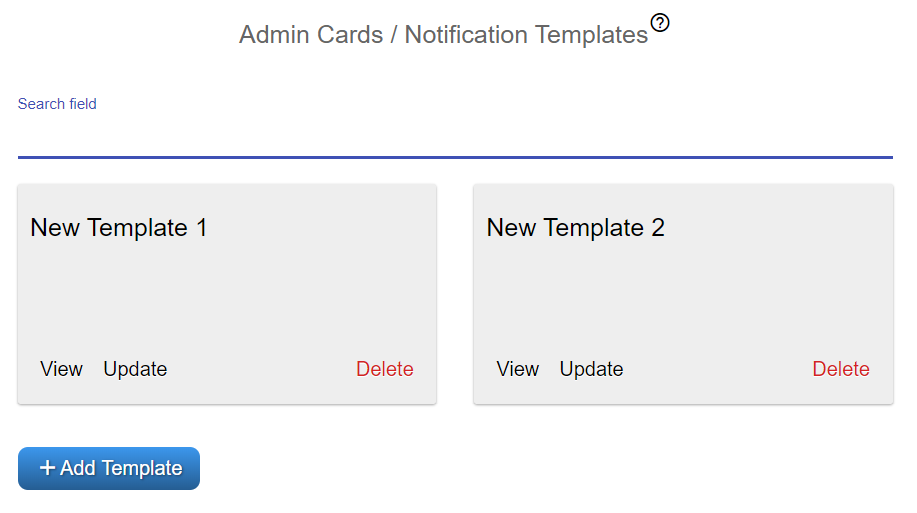 Admin Cards / Notification Templates
Search field
New Template 1
New Template 2
View Update Delete
View Update Delete
+ Add Template